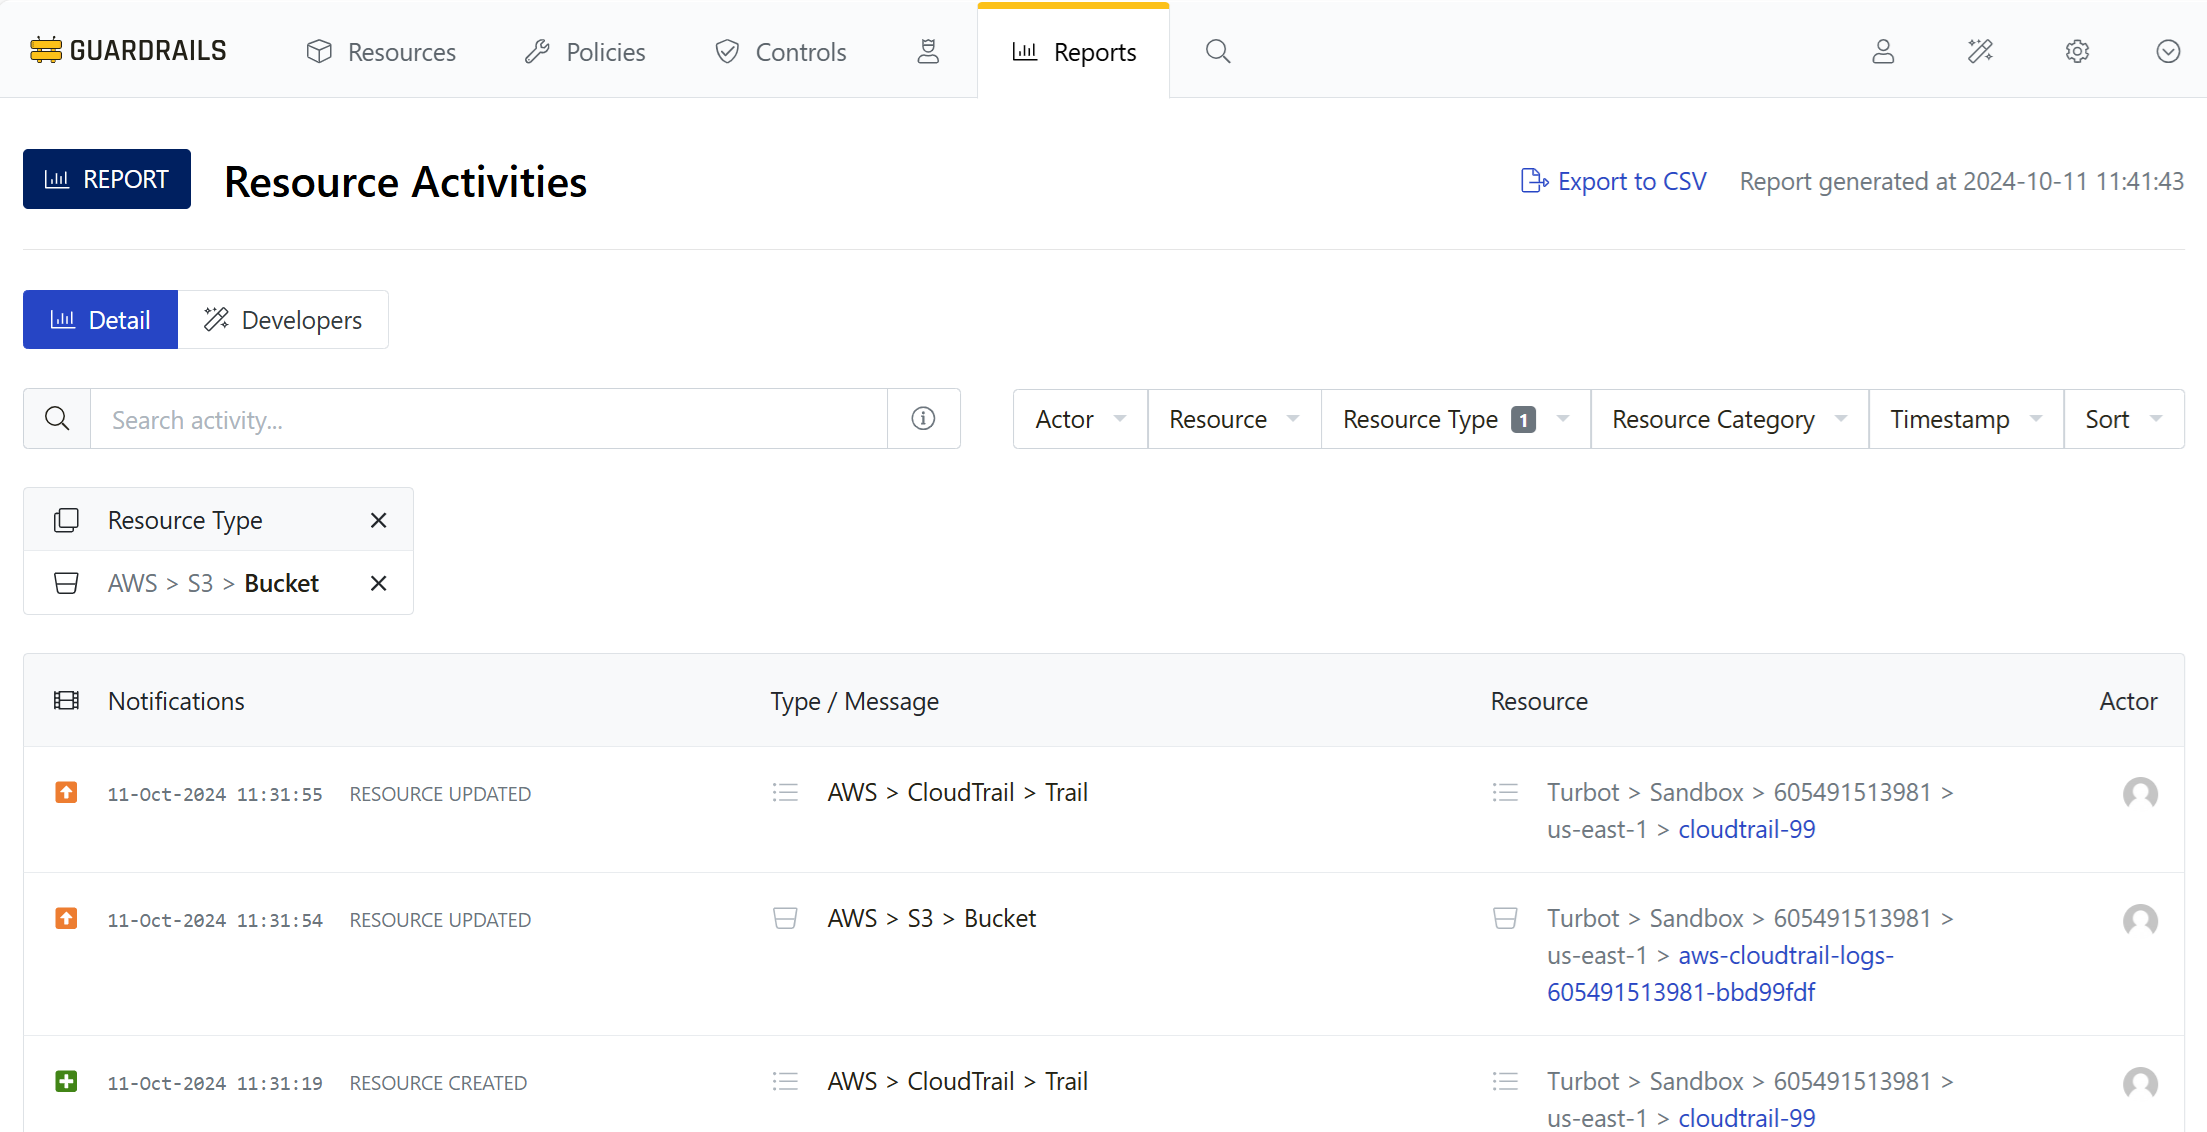 GUARDRAILS
Resources
Policies
Controls
Reports
REPORT
Resource Activities
Export to CSV
Report generated at 2024-10-11 11:41:43
Detail
Developers
Search activity...
Actor
Resource
Resource Type 1
Resource Category
Timestamp
Sort
Resource Type
AWS > S3 > Bucket
Notifications
Type / Message
Resource
Actor
11-Oct-2024 11:31:55 RESOURCE UPDATED
AWS > CloudTrail > Trail
Turbot > Sandbox > 605491513981 >
us-east-1 > cloudtrail-99
11-Oct-2024 11:31:54 RESOURCE UPDATED
AWS > S3 > Bucket
Turbot > Sandbox > 605491513981 >
us-east-1 > aws-cloudtrail-logs-
605491513981-bbd99fdf
11-Oct-2024 11:31:19 RESOURCE CREATED
AWS > CloudTrail > Trail
Turbot > Sandbox > 605491513981 >
us-east-1 > cloudtrail-99